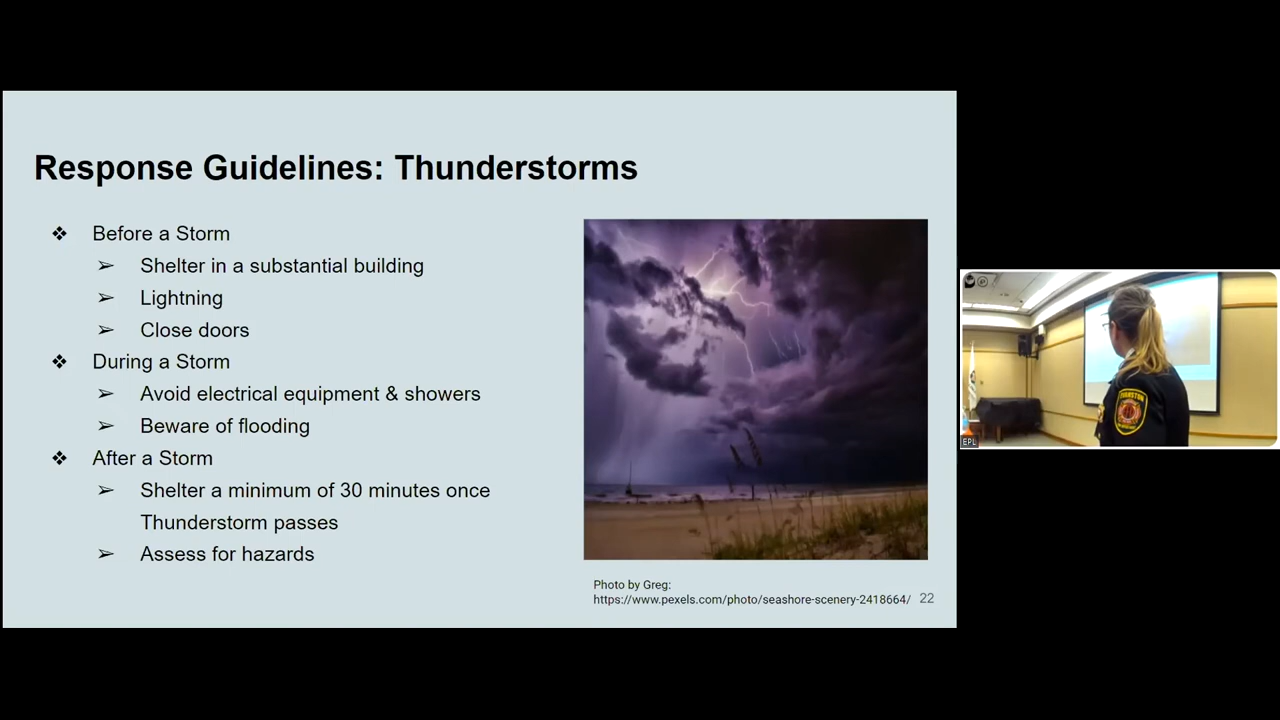 Response Guidelines: Thunderstorms
❖ Before a Storm
➢ Shelter in a substantial building
➢ Lightning
➢ Close doors
❖ During a Storm
➢ Avoid electrical equipment & showers
➢ Beware of flooding
❖ After a Storm
➢ Shelter a minimum of 30 minutes once
Thunderstorm passes
➢ Assess for hazards
Photo by Greg:
https://www.pexels.com/photo/seashore-scenery-2418664/
22
EPL
EVANSTON